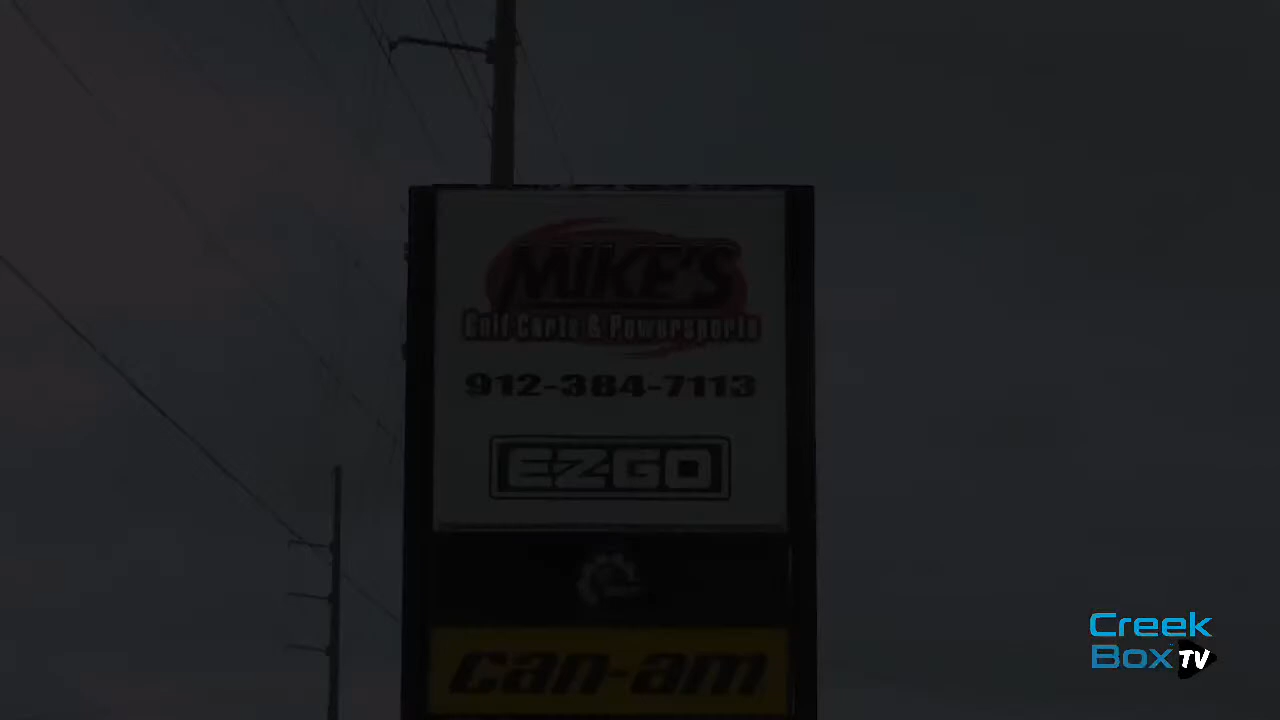 MIKE'S
Golf Carts & Powersports
912-384-7113
EZGO
can-am
Creek
Box TV